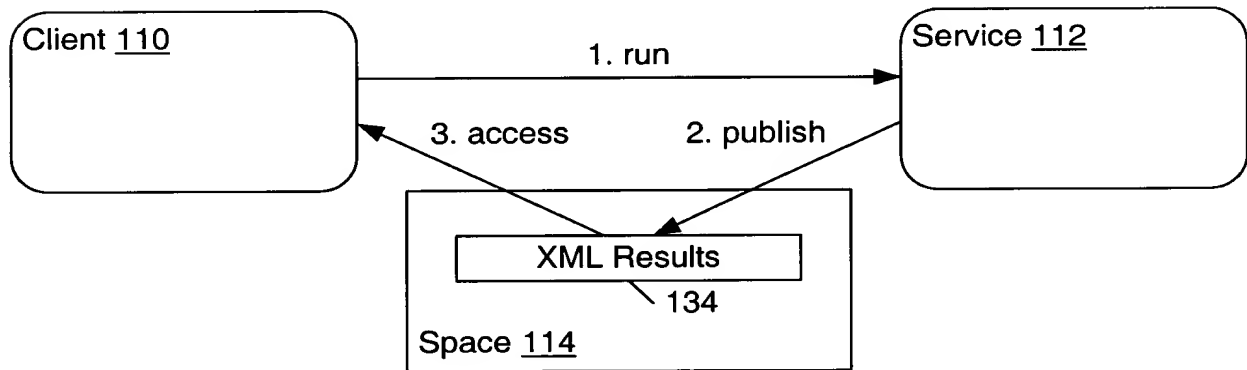 Client 110
Service 112
1. run
3. access
2. publish
XML Results
134
Space 114